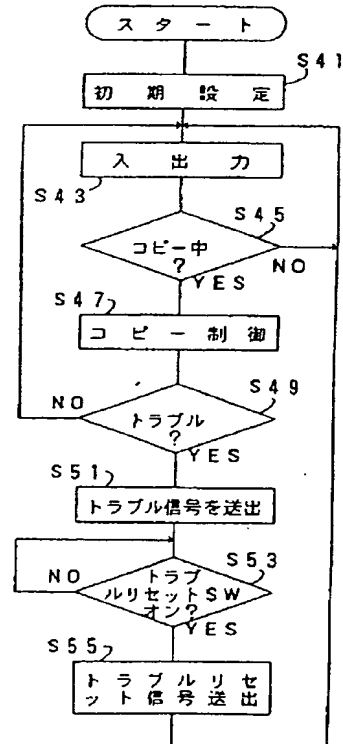 スタート
S41
初期設定
入出力
S43
S45
コピー中
?
NO
YES
S47
コピー制御
S49
NO
トラブル
?
YES
S51
トラブル信号を送出
S53
NO
トラブ
ルリセットSW
オン?
YES
S55
トラブルリセ
ット信号送出